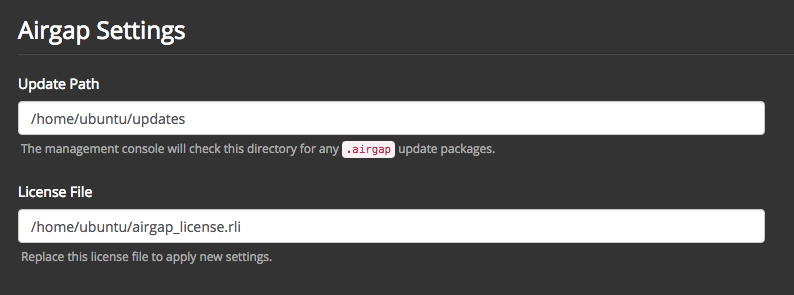 Airgap Settings
Update Path
/home/ubuntu/updates
The management console will check this directory for any .airgap update packages.
License File
/home/ubuntu/airgap_license.rli
Replace this license file to apply new settings.